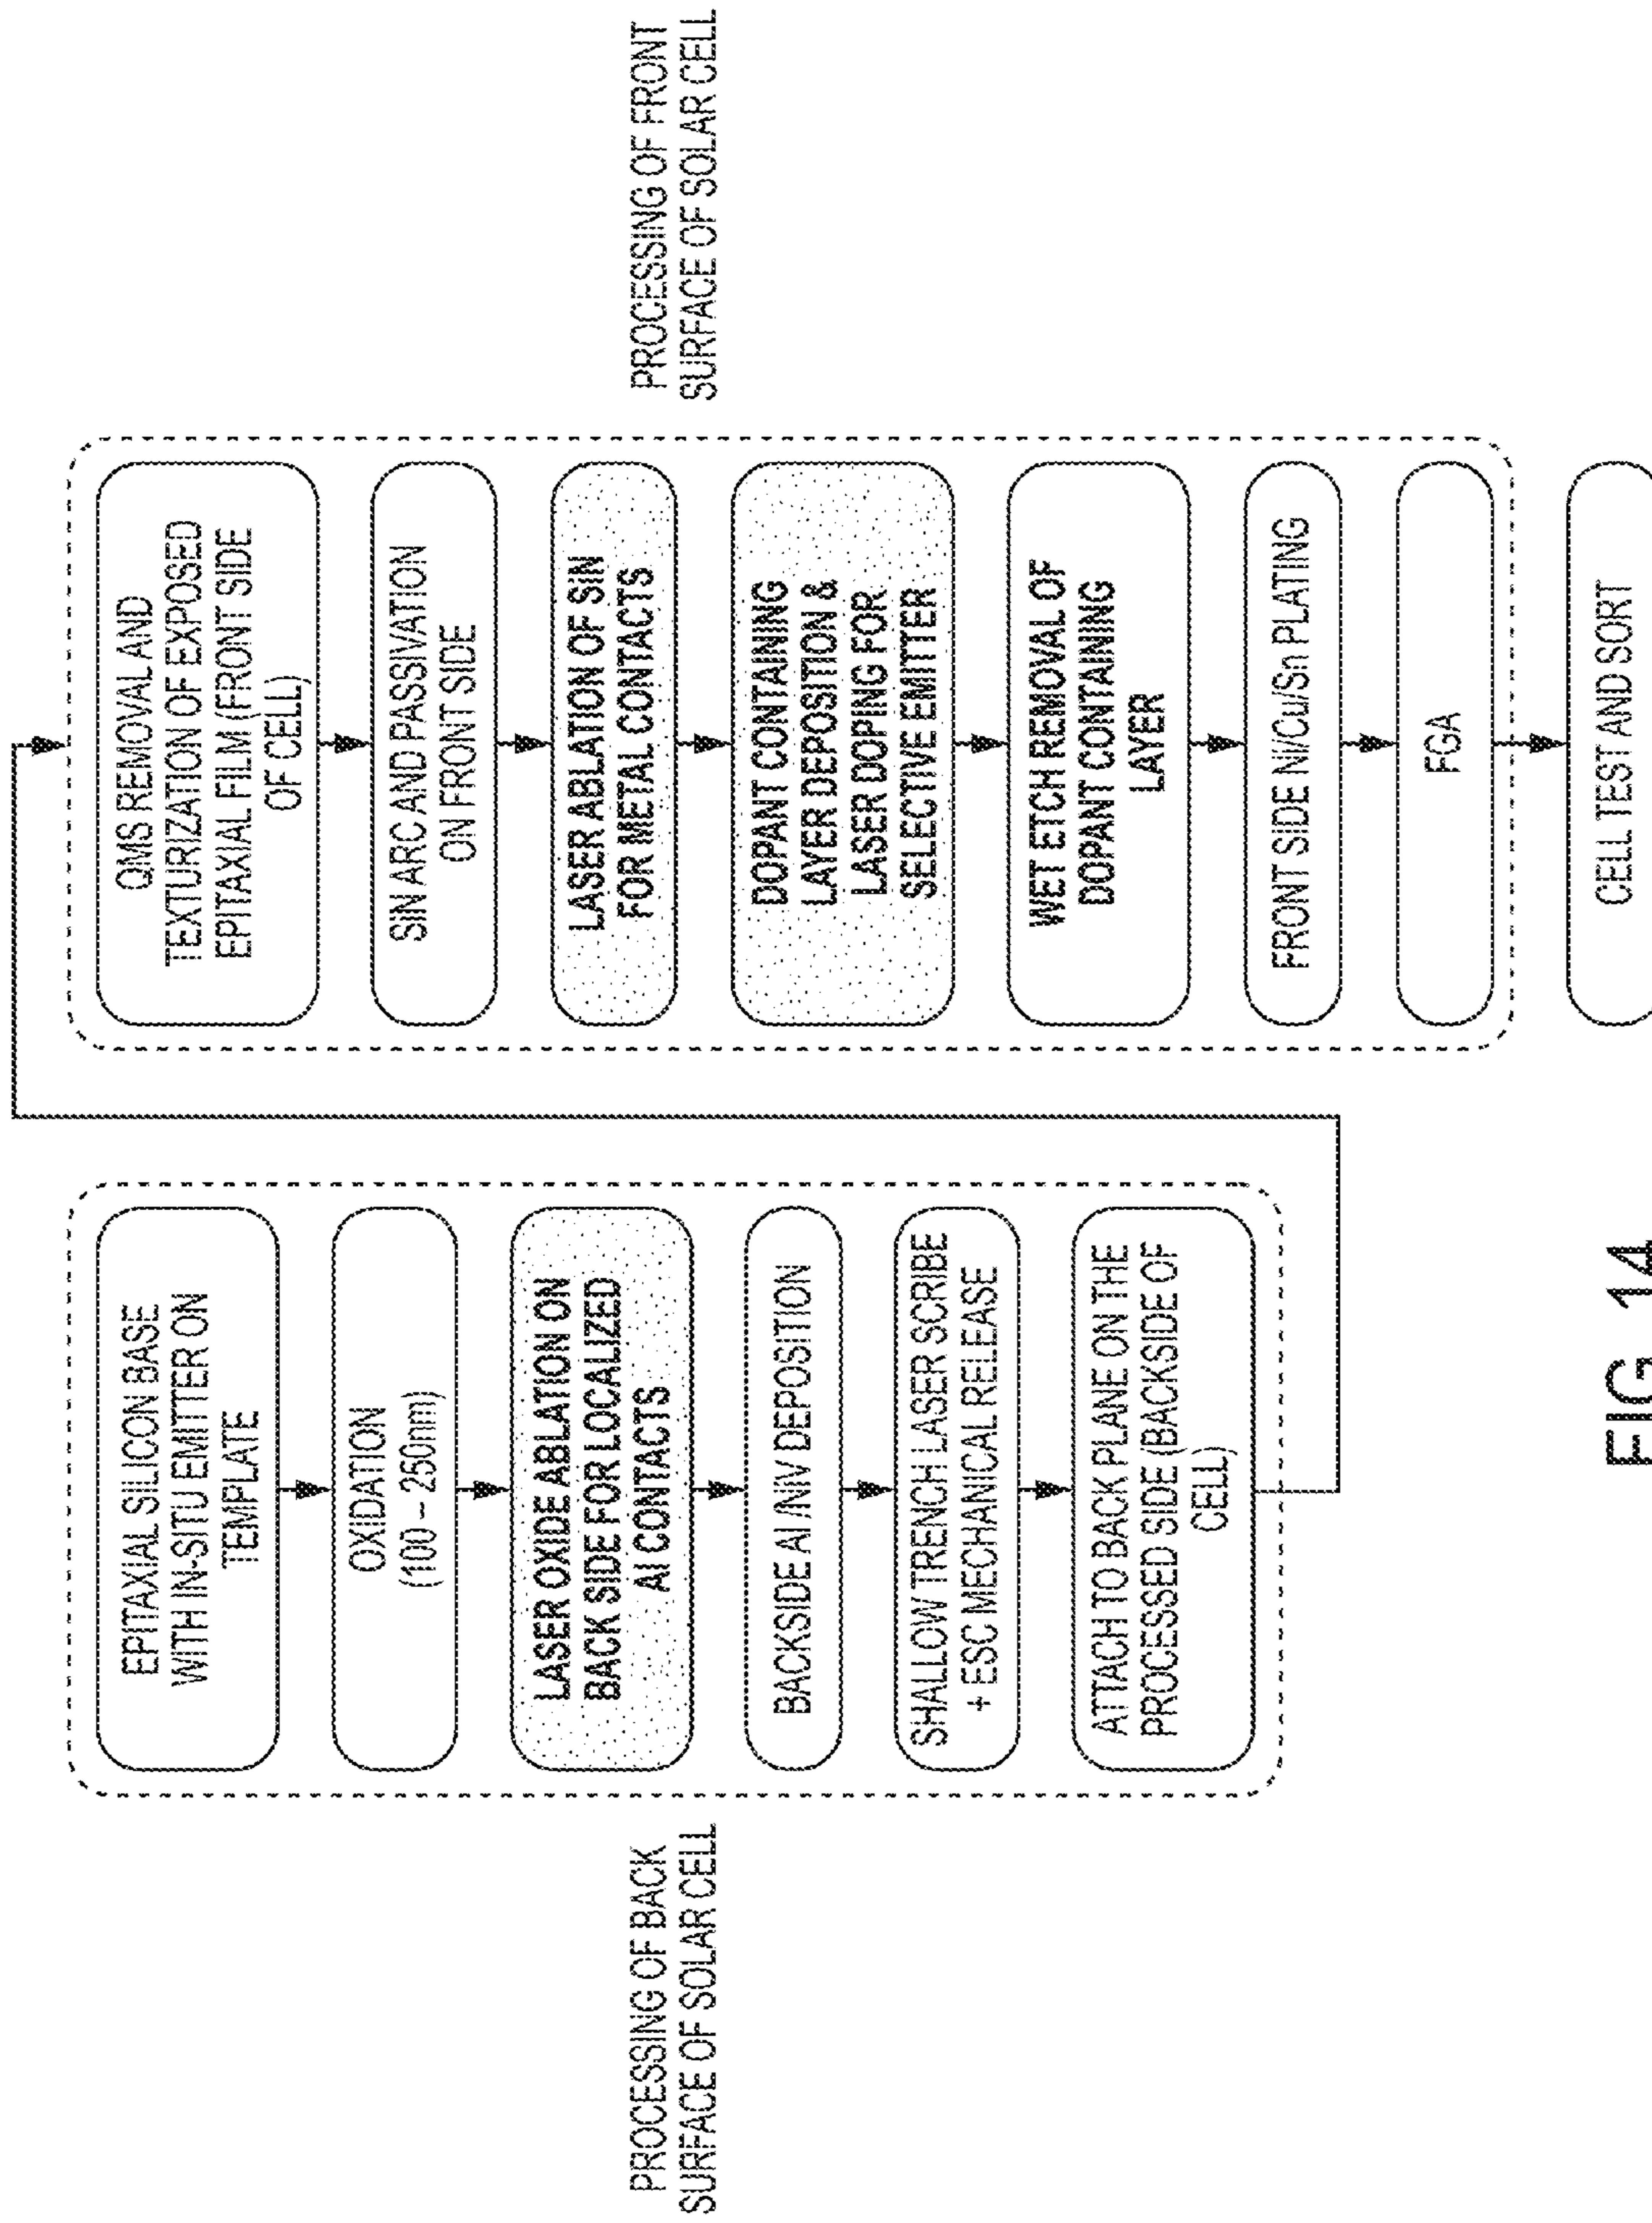 PROCESSING OF BACK
SURFACE OF SOLAR CELL
EPITAXIAL SILICON BASE
WITH IN-SITU EMITTER ON
TEMPLATE
OXIDATION
(100 – 250nm)
LASER OXIDE ABLATION ON
BACK SIDE FOR LOCALIZED
Al CONTACTS
BACKSIDE Al /NiV DEPOSITION
SHALLOW TRENCH LASER SCRIBE
+ ESC MECHANICAL RELEASE
ATTACH TO BACK PLANE ON THE
PROCESSED SIDE (BACKSIDE OF
CELL)
QMS REMOVAL AND
TEXTURIZATION OF EXPOSED
EPITAXIAL FILM (FRONT SIDE
OF CELL)
SiN ARC AND PASSIVATION
ON FRONT SIDE
LASER ABLATION OF SiN
FOR METAL CONTACTS
DOPANT CONTAINING
LAYER DEPOSITION &
LASER DOPING FOR
SELECTIVE EMITTER
WET ETCH REMOVAL OF
DOPANT CONTAINING
LAYER
FRONT SIDE Ni/Cu/Sn PLATING
FGA
CELL TEST AND SORT
PROCESSING OF FRONT
SURFACE OF SOLAR CELL
FIG 14